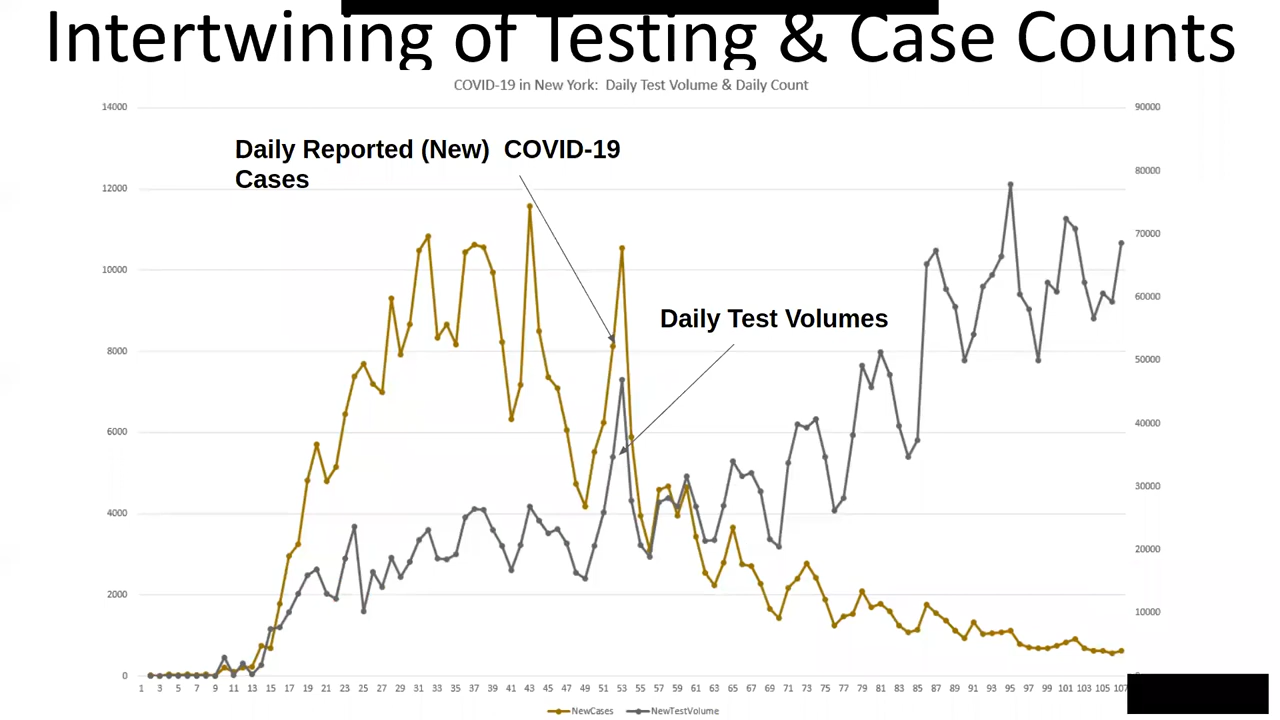 Intertwining of Testing & Case Counts
COVID-19 in New York:  Daily Test Volume & Daily Count
14000
12000
10000
8000
6000
4000
2000
0
Daily Reported (New)  COVID-19
Cases
Daily Test Volumes
90000
80000
70000
60000
50000
40000
30000
20000
10000
1 3 5 7 9 11 13 15 17 19 21 23 25 27 29 31 33 35 37 39 41 43 45 47 49 51 53 55 57 59 61 63 65 67 69 71 73 75 77 79 81 83 85 87 89 91 93 95 97 99 101 103 105 107
NewCases NewTestVolume